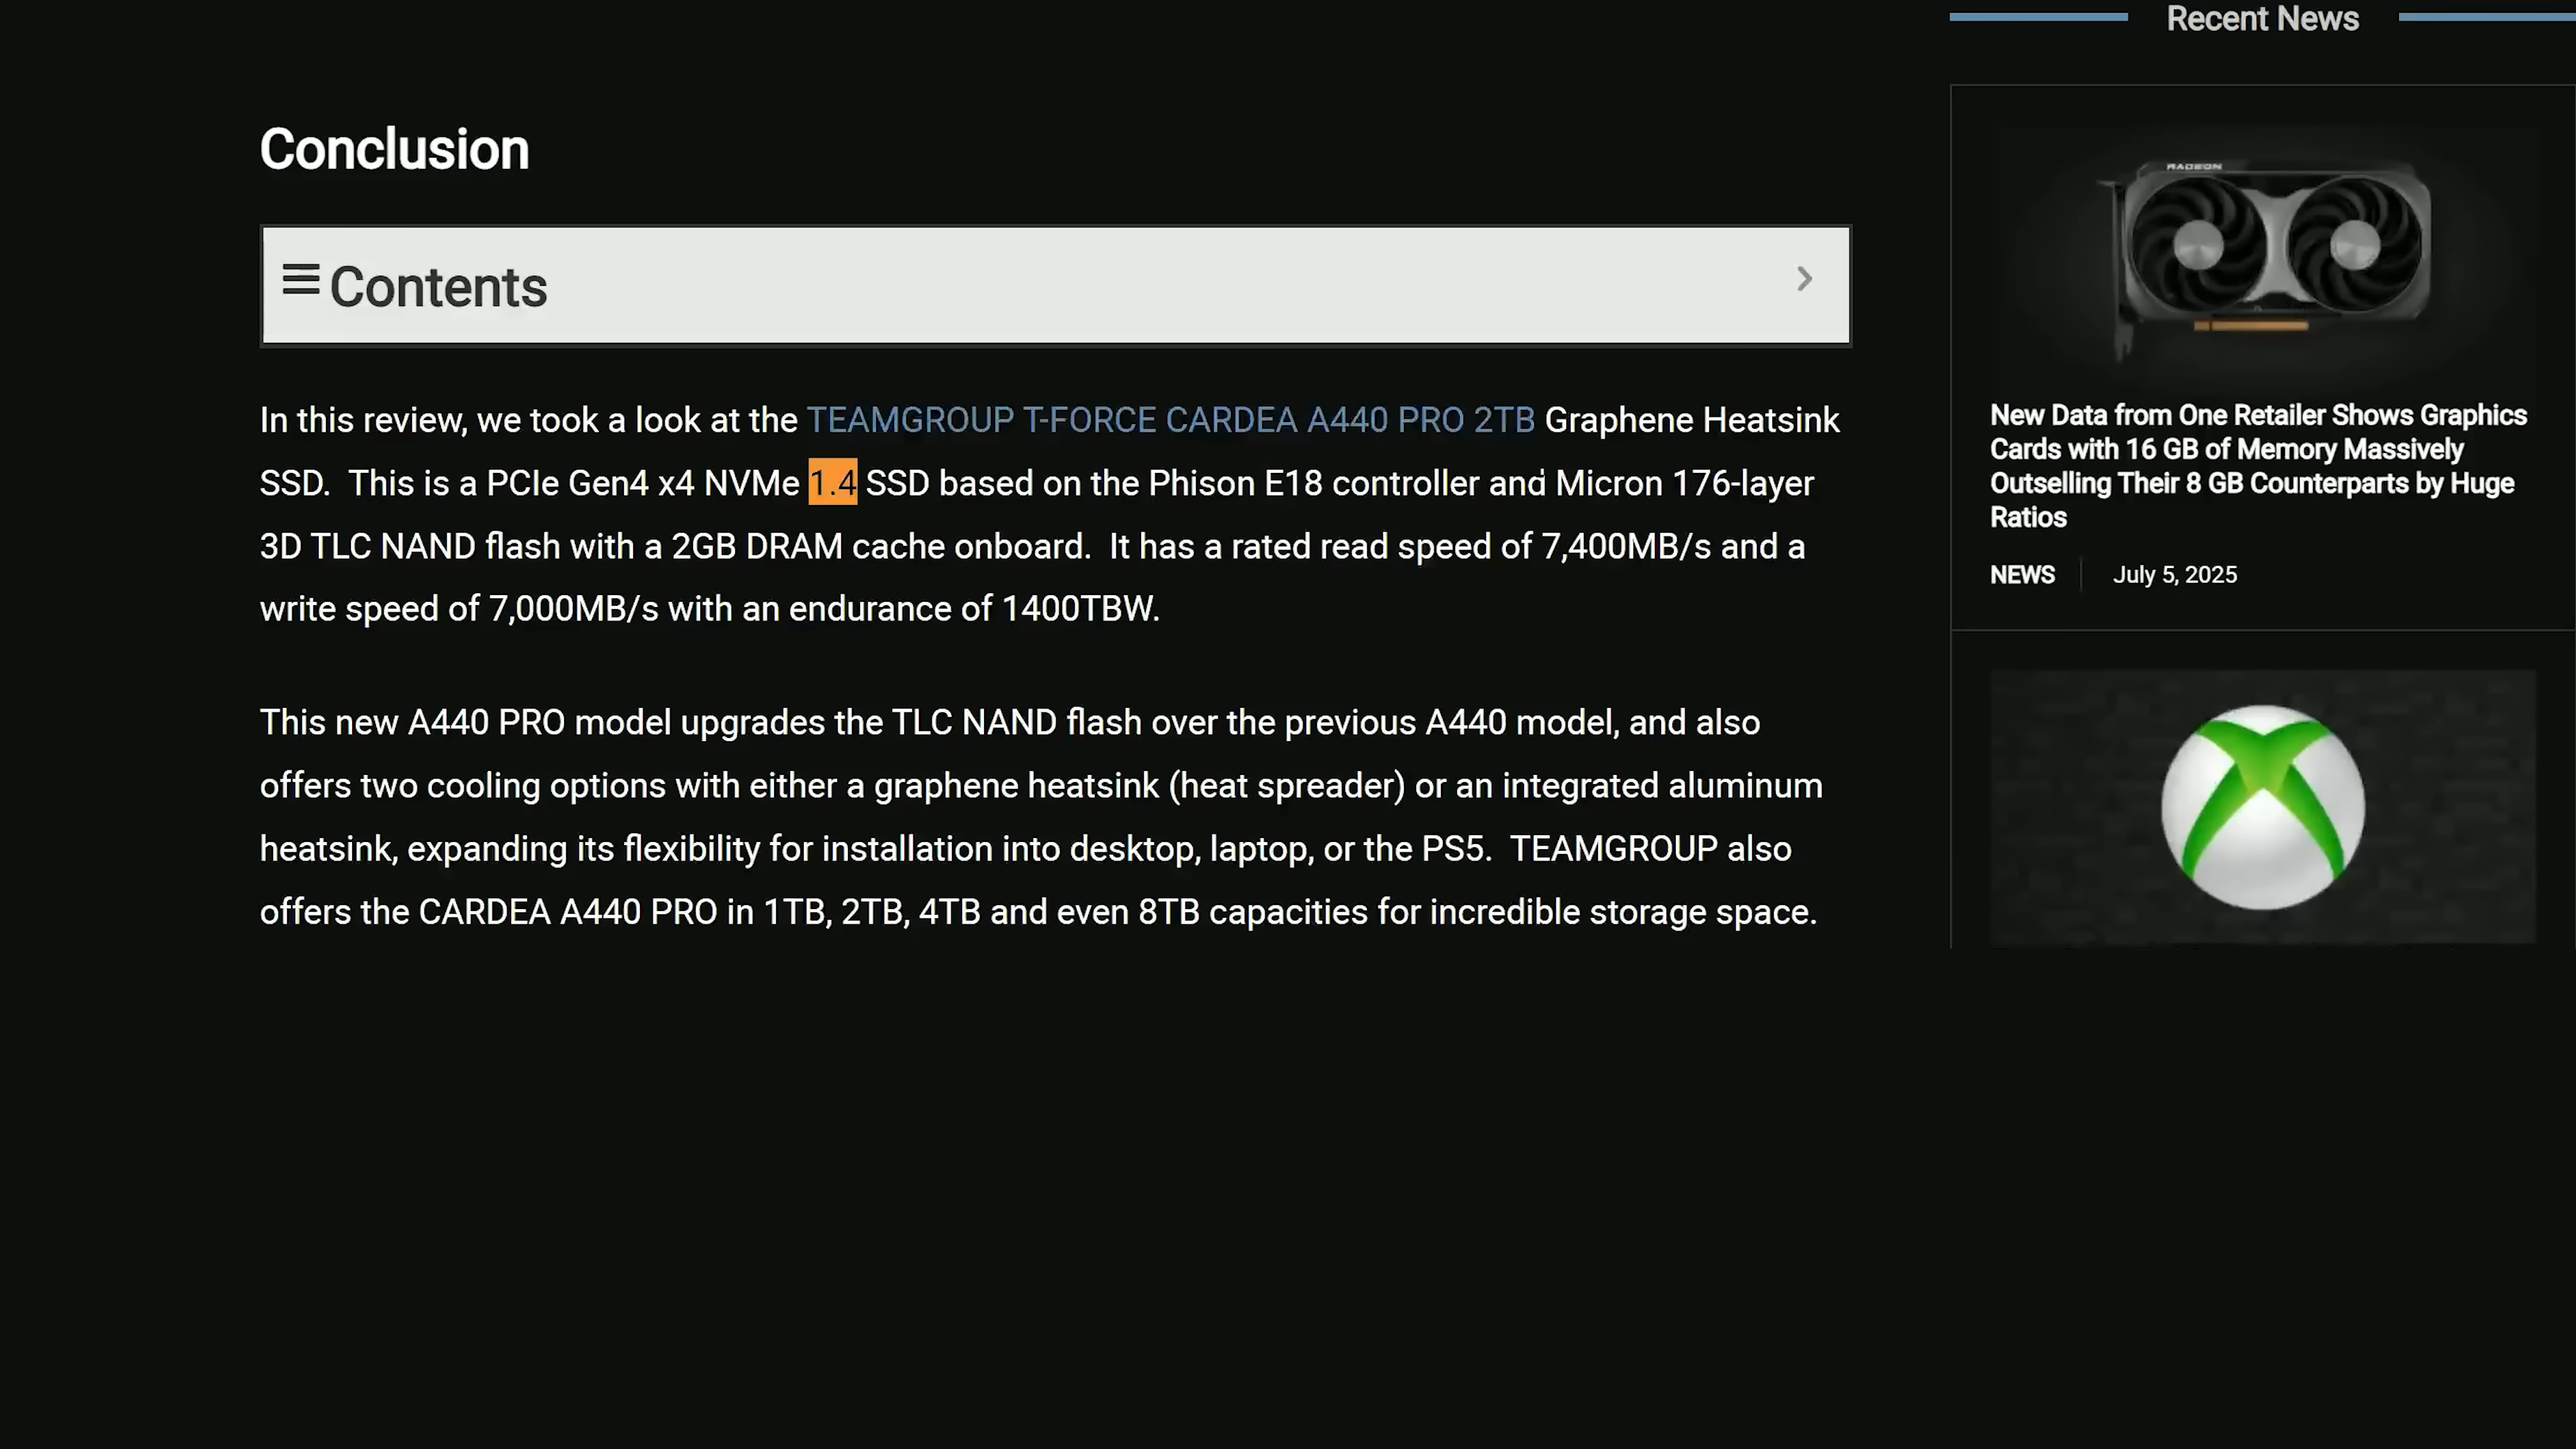 Recent News
Conclusion
Contents
In this review, we took a look at the TEAMGROUP T-FORCE CARDEA A440 PRO 2TB Graphene Heatsink
SSD. This is a PCIe Gen4 x4 NVMe 1.4 SSD based on the Phison E18 controller and Micron 176-layer
3D TLC NAND flash with a 2GB DRAM cache onboard. It has a rated read speed of 7,400MB/s and a
write speed of 7,000MB/s with an endurance of 1400TBW.
This new A440 PRO model upgrades the TLC NAND flash over the previous A440 model, and also
offers two cooling options with either a graphene heatsink (heat spreader) or an integrated aluminum
heatsink, expanding its flexibility for installation into desktop, laptop, or the PS5. TEAMGROUP also
offers the CARDEA A440 PRO in 1TB, 2TB, 4TB and even 8TB capacities for incredible storage space.
RADEON
New Data from One Retailer Shows Graphics
Cards with 16 GB of Memory Massively
Outselling Their 8 GB Counterparts by Huge
Ratios
NEWS
July 5, 2025